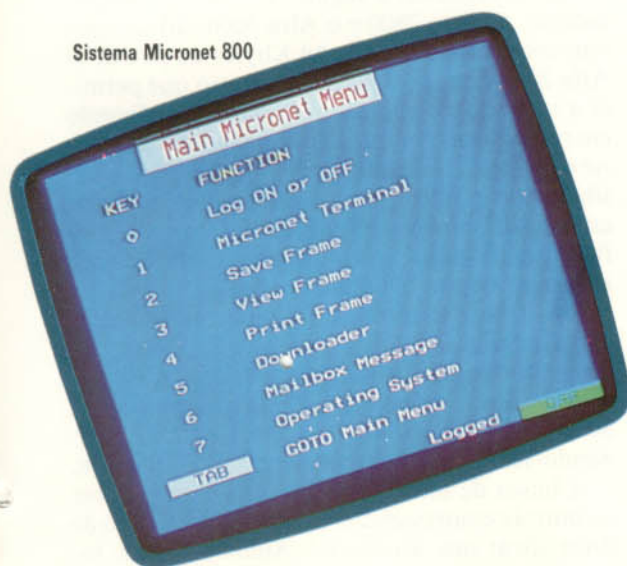 Sistema Micronet 800
Main Micronet Menu
KEY FUNCTION
0 Log ON or OFF
1 Micronet Terminal
2 Save Frame
3 View Frame
4 Print Frame
5 Downloader
6 Mailbox Message
7 Operating System
TAB GOTO Main Menu
Logged OFF